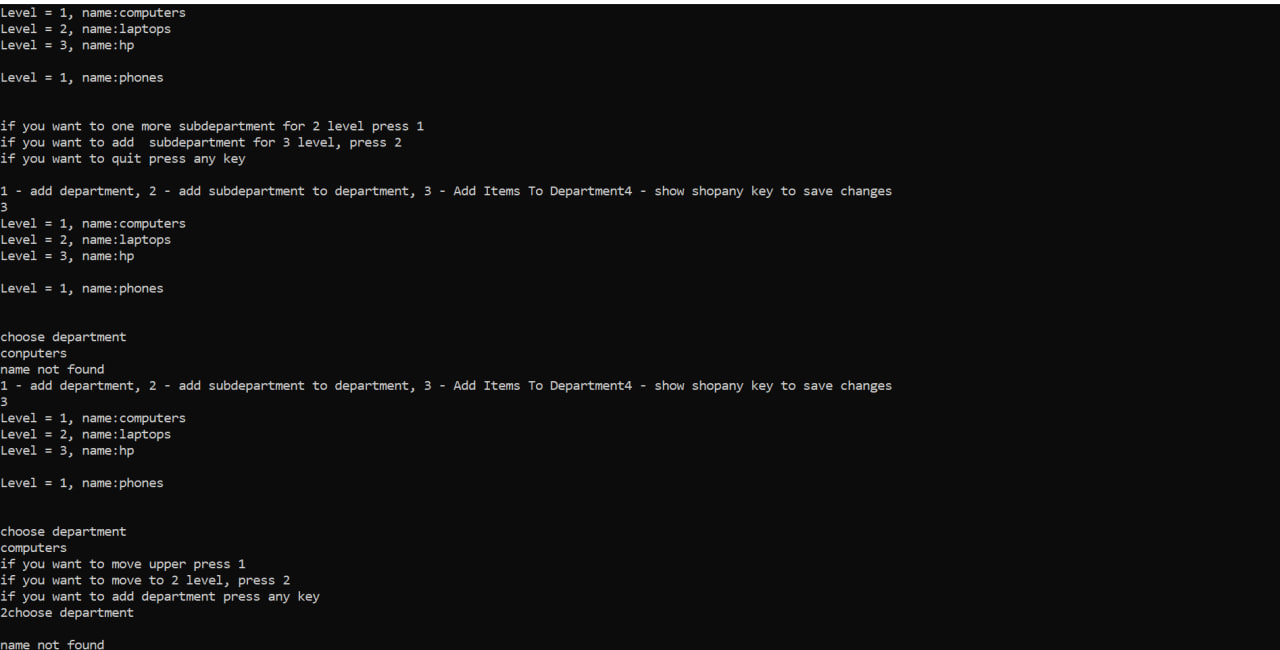 Level = 1, name:computers
Level = 2, name:laptops
Level = 3, name:hp
Level = 1, name:phones
if you want to one more subdepartment for 2 level press 1
if you want to add  subdepartment for 3 level, press 2
if you want to quit press any key
1 - add department, 2 - add subdepartment to department, 3 - Add Items To Department4 - show shopany key to save changes
3
Level = 1, name:computers
Level = 2, name:laptops
Level = 3, name:hp
Level = 1, name:phones
choose department
conputers
name not found
1 - add department, 2 - add subdepartment to department, 3 - Add Items To Department4 - show shopany key to save changes
3
Level = 1, name:computers
Level = 2, name:laptops
Level = 3, name:hp
Level = 1, name:phones
choose department
computers
if you want to move upper press 1
if you want to move to 2 level, press 2
if you want to add department press any key
2choose department
name not found